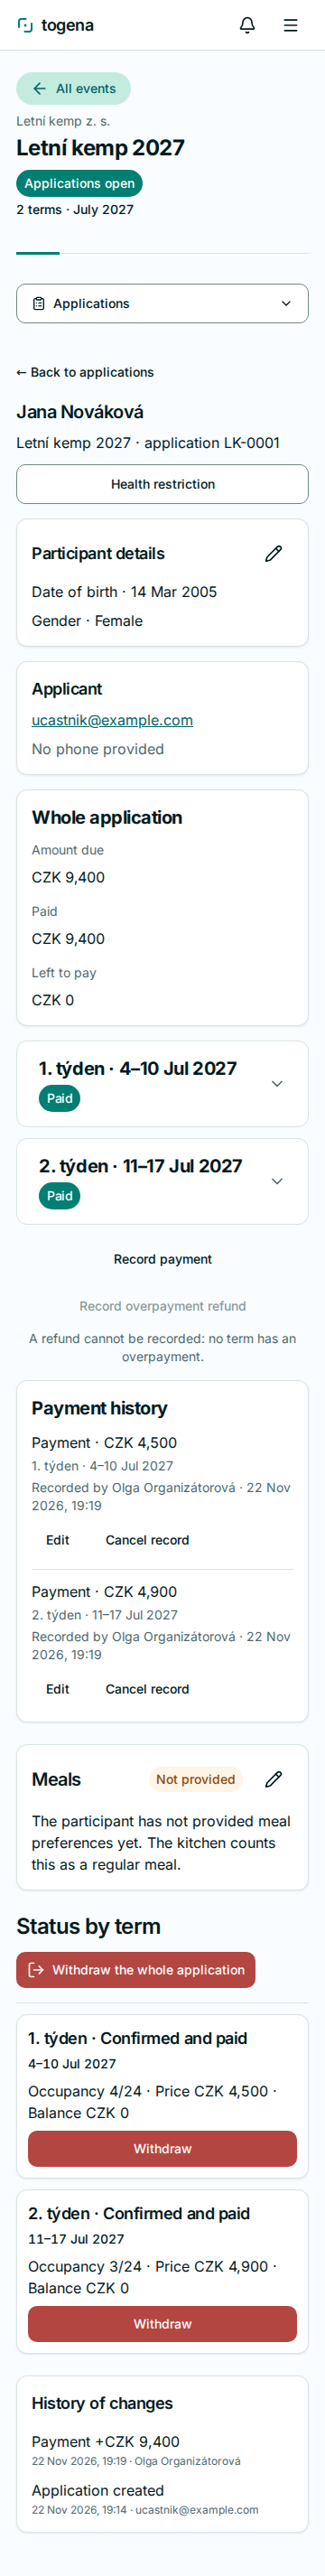 togena
← All events
Letní kemp z. s.
Letní kemp 2027
Applications open
2 terms · July 2027
Applications
← Back to applications
Jana Nováková
Letní kemp 2027 · application LK-0001
Health restriction
Participant details
Date of birth · 14 Mar 2005
Gender · Female
Applicant
ucastnik@example.com
No phone provided
Whole application
Amount due
CZK 9,400
Paid
CZK 9,400
Left to pay
CZK 0
1. týden · 4–10 Jul 2027
Paid
2. týden · 11–17 Jul 2027
Paid
Record payment
Record overpayment refund
A refund cannot be recorded: no term has an
overpayment.
Payment history
Payment · CZK 4,500
1. týden · 4–10 Jul 2027
Recorded by Olga Organizátorová · 22 Nov
2026, 19:19
Edit Cancel record
Payment · CZK 4,900
2. týden · 11–17 Jul 2027
Recorded by Olga Organizátorová · 22 Nov
2026, 19:19
Edit Cancel record
Meals Not provided
The participant has not provided meal
preferences yet. The kitchen counts
this as a regular meal.
Status by term
Withdraw the whole application
1. týden · Confirmed and paid
4–10 Jul 2027
Occupancy 4/24 · Price CZK 4,500 ·
Balance CZK 0
Withdraw
2. týden · Confirmed and paid
11–17 Jul 2027
Occupancy 3/24 · Price CZK 4,900 ·
Balance CZK 0
Withdraw
History of changes
Payment +CZK 9,400
22 Nov 2026, 19:19 · Olga Organizátorová
Application created
22 Nov 2026, 19:14 · ucastnik@example.com